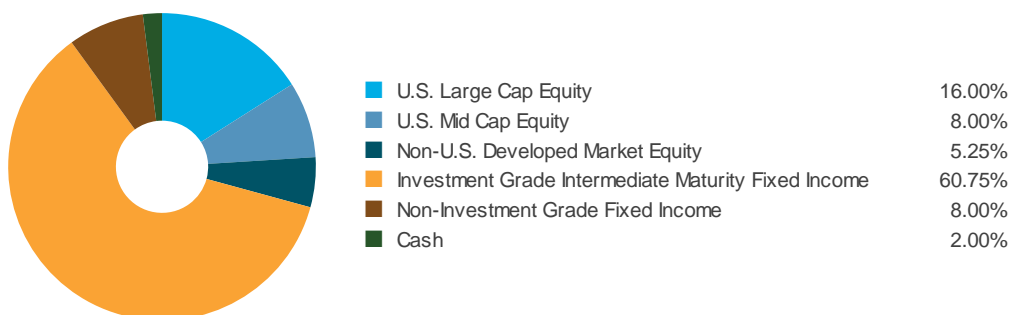 U.S. Large Cap Equity 16.00%
U.S. Mid Cap Equity 8.00%
Non-U.S. Developed Market Equity 5.25%
Investment Grade Intermediate Maturity Fixed Income 60.75%
Non-Investment Grade Fixed Income 8.00%
Cash 2.00%